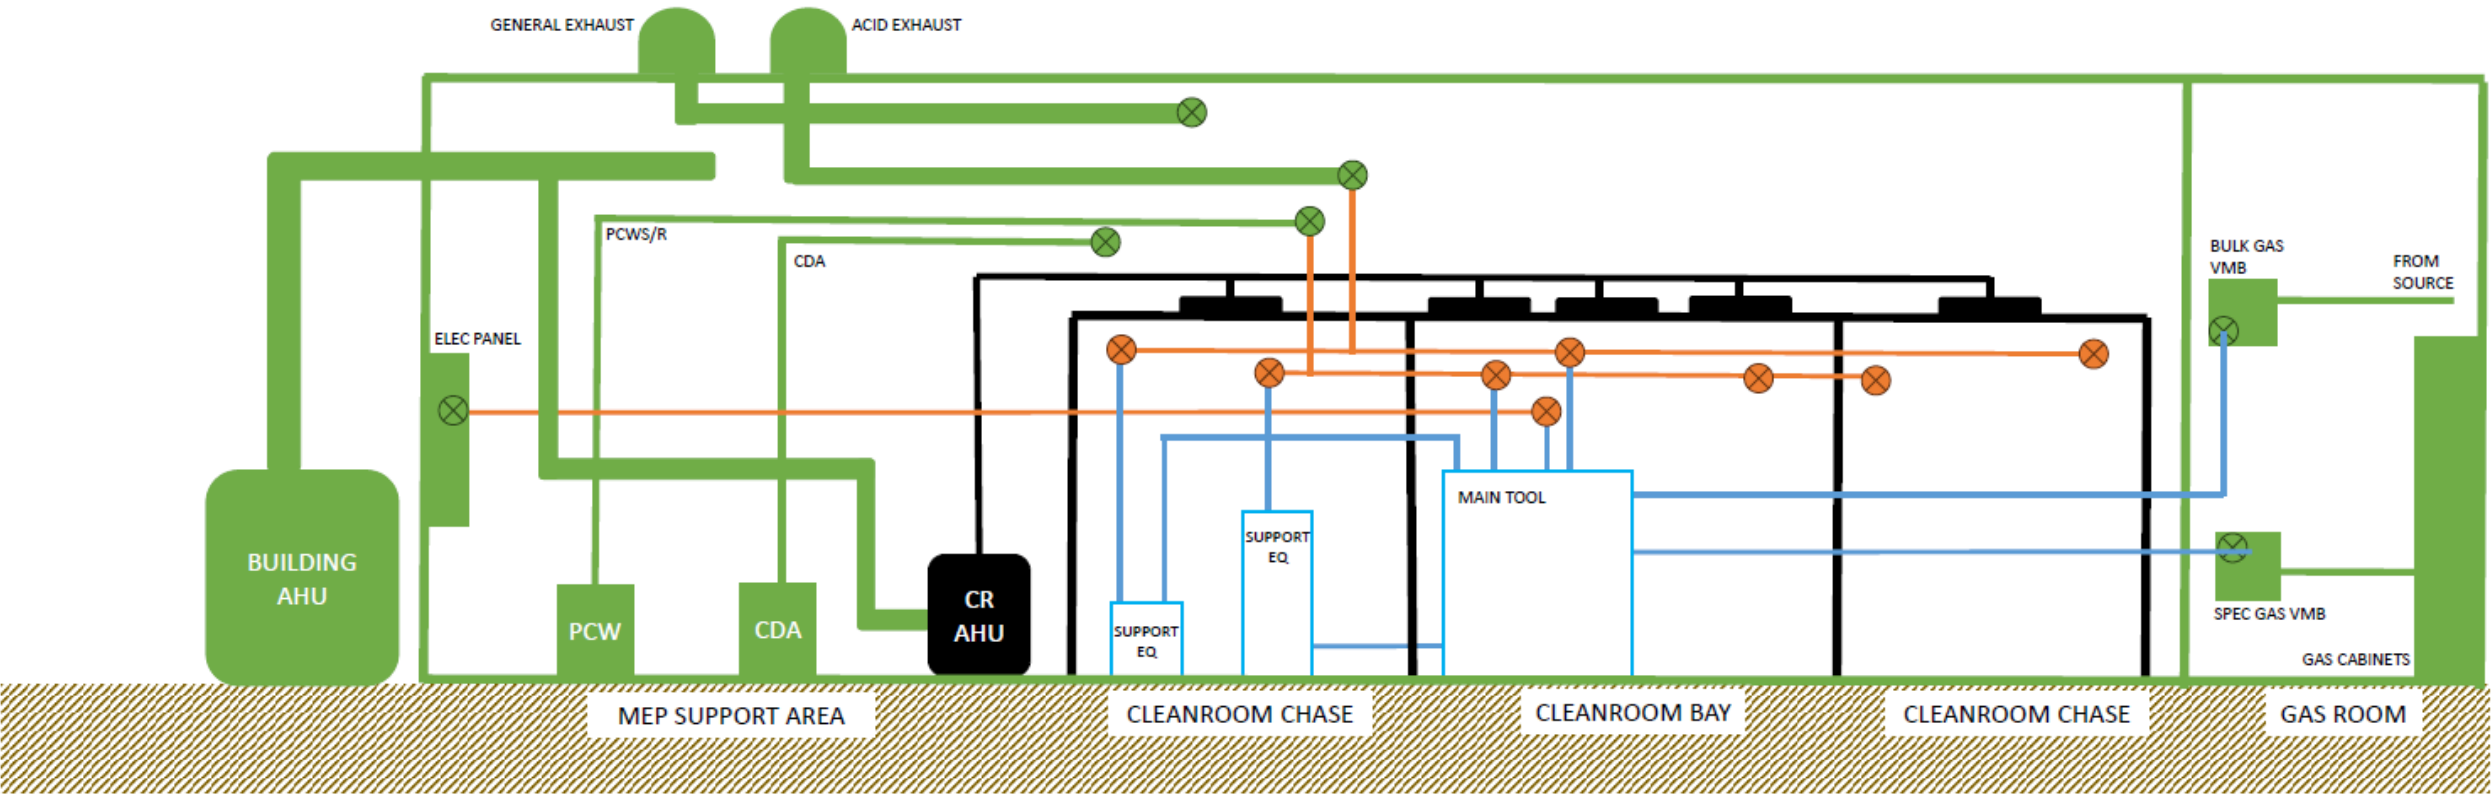 GENERAL EXHAUST
ACID EXHAUST
PCWS/R
CDA
BULK GAS
VMB
FROM
SOURCE
ELEC PANEL
MAIN TOOL
SUPPORT
EQ
BUILDING
AHU
CR
AHU
PCW
CDA
SUPPORT
EQ
SPEC GAS VMB
GAS CABINETS
MEP SUPPORT AREA
CLEANROOM CHASE
CLEANROOM BAY
CLEANROOM CHASE
GAS ROOM